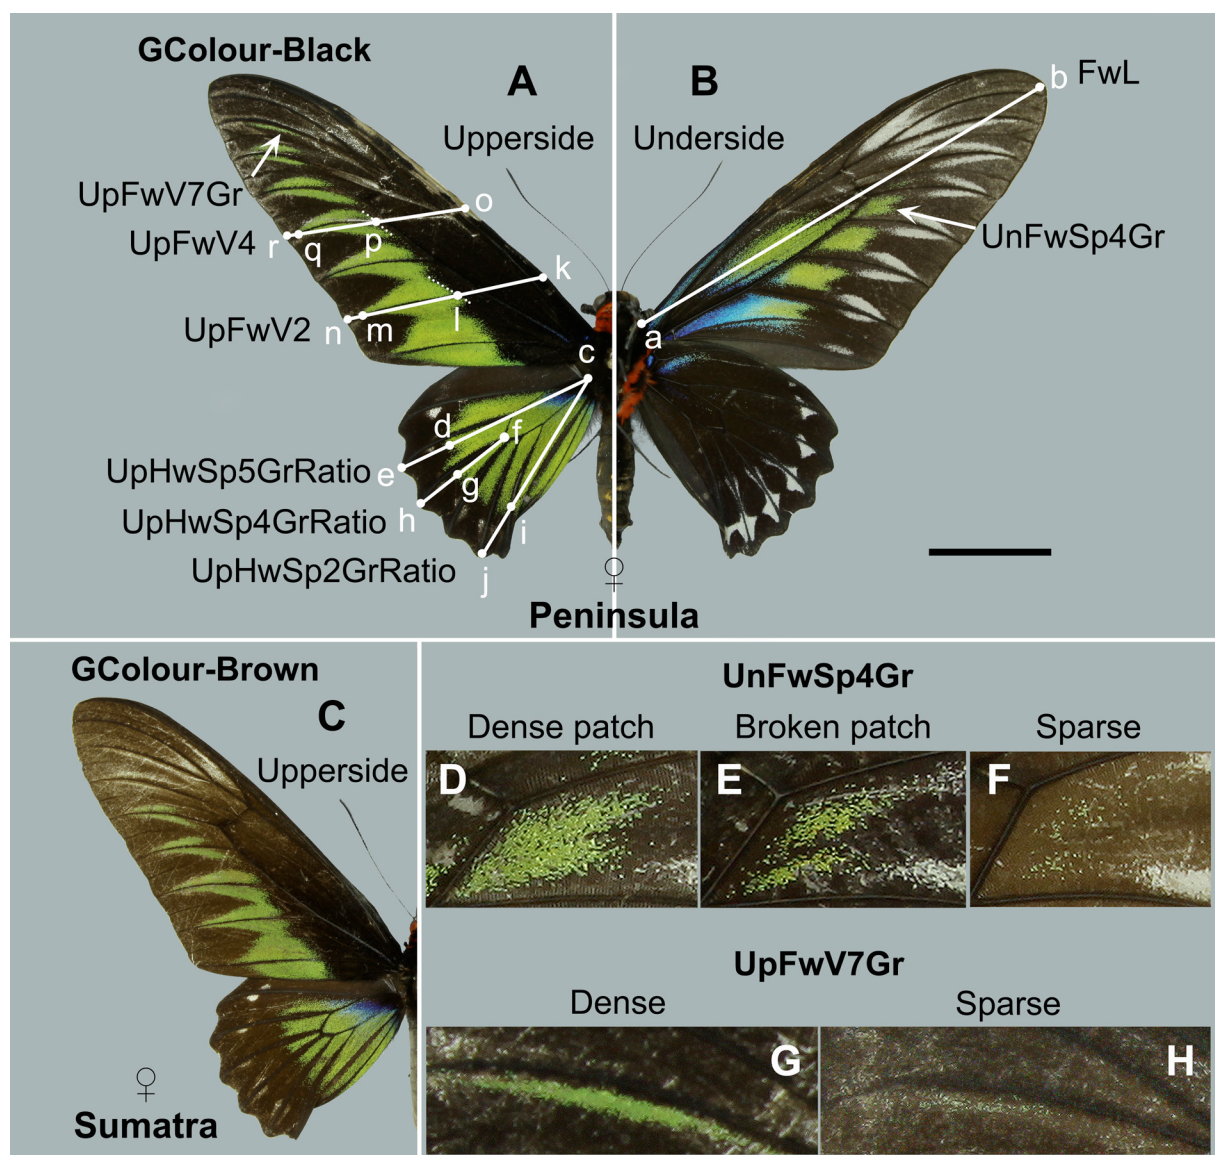 GColour-Black
A
B
b FwL
Upperside
Underside
UpFwV7Gr
o
UnFwSp4Gr
UpFwV4 r q p
k
UpFwV2 n m l
a
c
d f
UpHwSp5GrRatio e
g
UpHwSp4GrRatio h
i
UpHwSp2GrRatio j
♀
Peninsula
GColour-Brown
C
Upperside
♀
Sumatra
UnFwSp4Gr
Dense patch Broken patch Sparse
D E F
UpFwV7Gr
Dense Sparse
G H